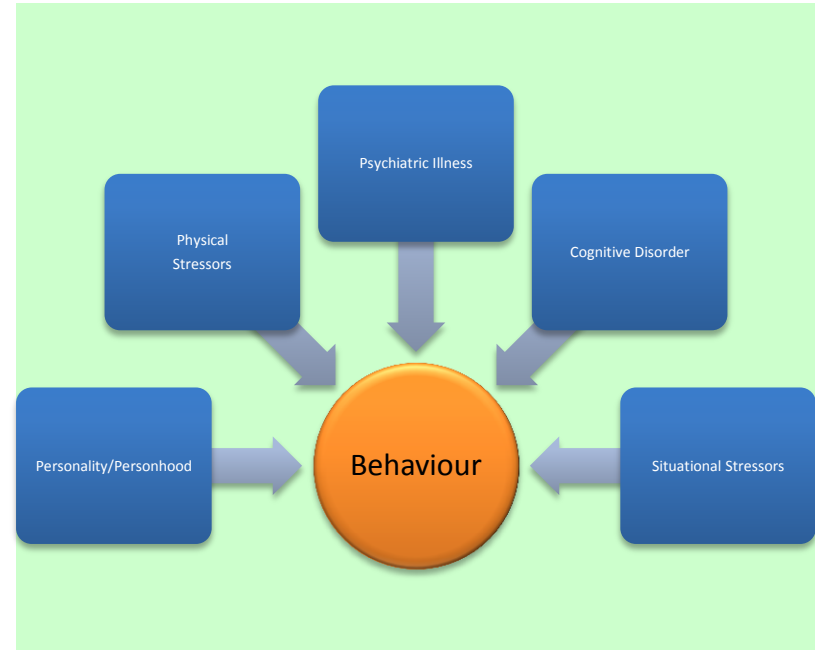 Psychiatric Illness
Physical
Stressors
Cognitive Disorder
Personality/Personhood
Behaviour
Situational Stressors